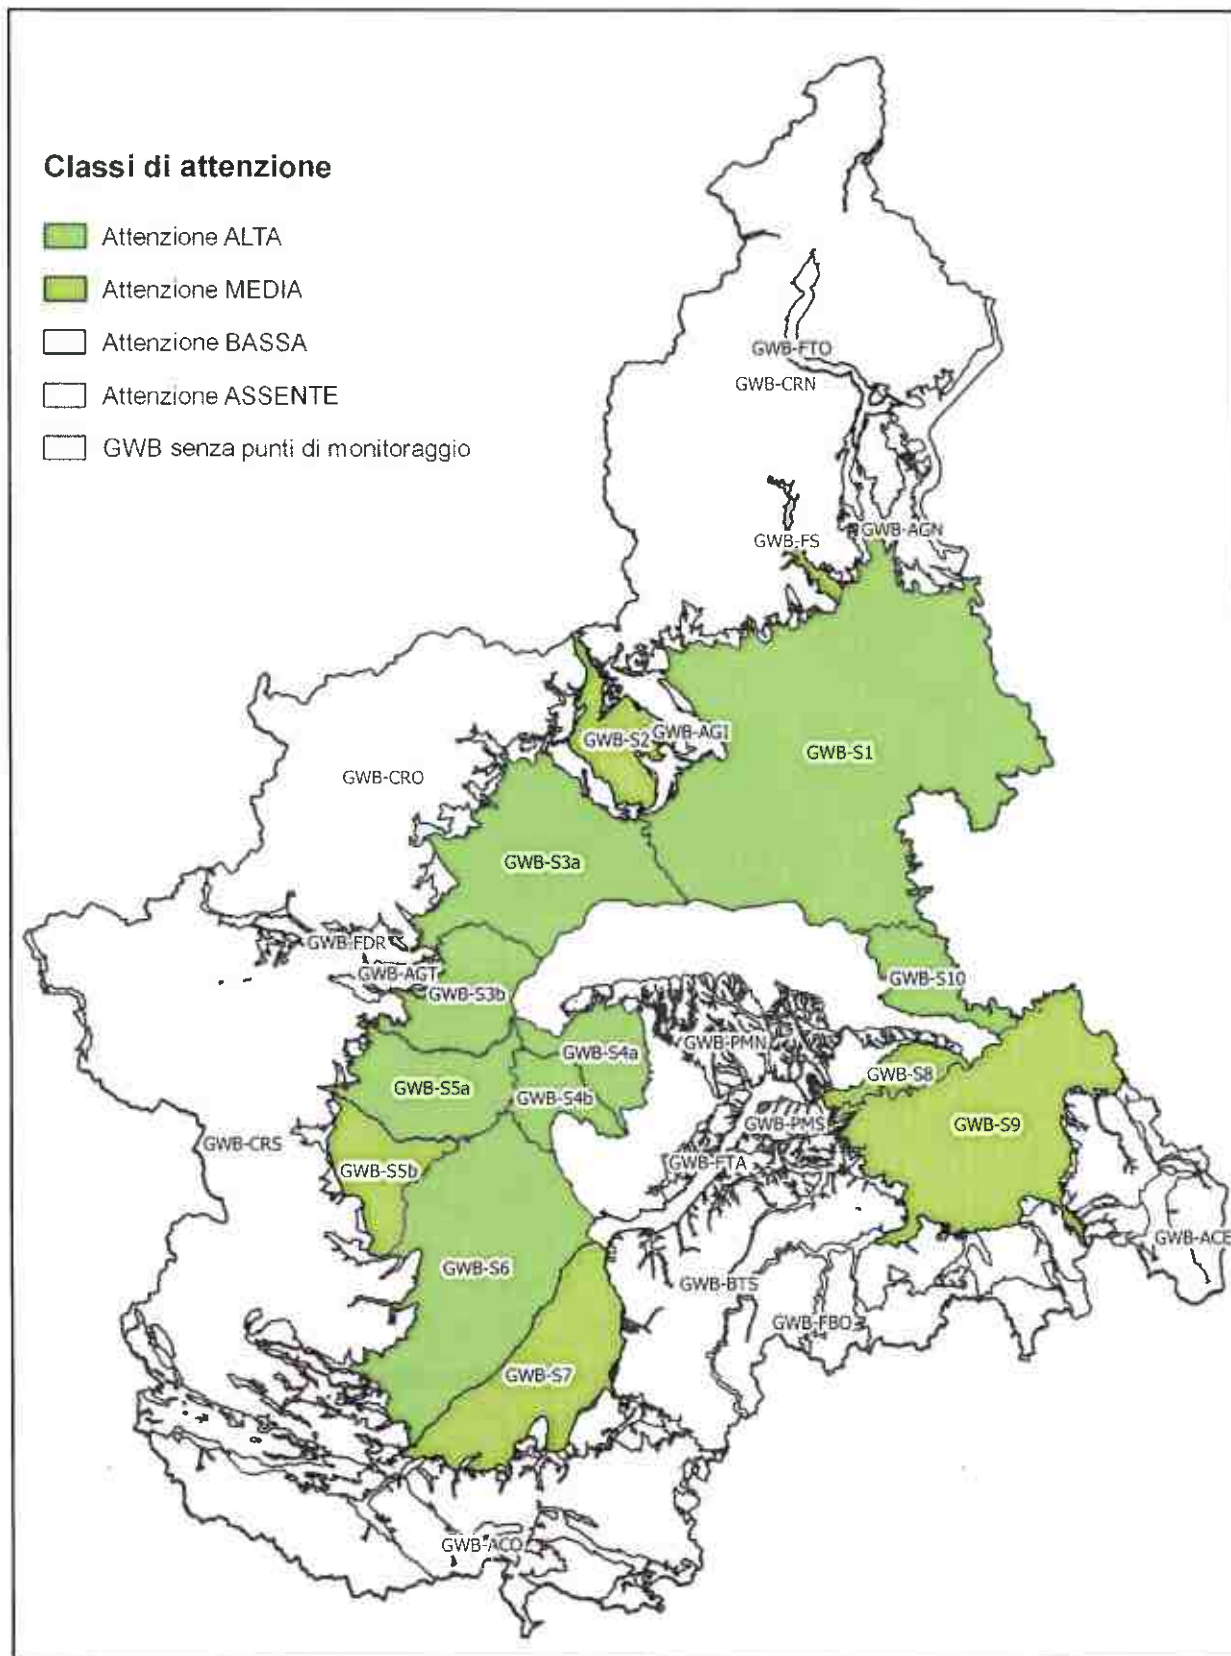 Classi di attenzione
Attenzione ALTA
Attenzione MEDIA
Attenzione BASSA
Attenzione ASSENTE
GWB senza punti di monitoraggio
GWB-FTO
GWB-CRN
GWB-AGN
GWB-FS
GWB-S2
GWB-AGI
GWB-S1
GWB-CRO
GWB-S3a
GWB-FDR
GWB-AGT
GWB-S3b
GWB-S10
GWB-PMN
GWB-S4a
GWB-S8
GWB-S5a
GWB-S4b
GWB-PMS
GWB-S9
GWB-CRS
GWB-S5b
GWB-FTA
GWB-ACE
GWB-S6
GWB-BTS
GWB-FBO
GWB-S7
GWB-ACO